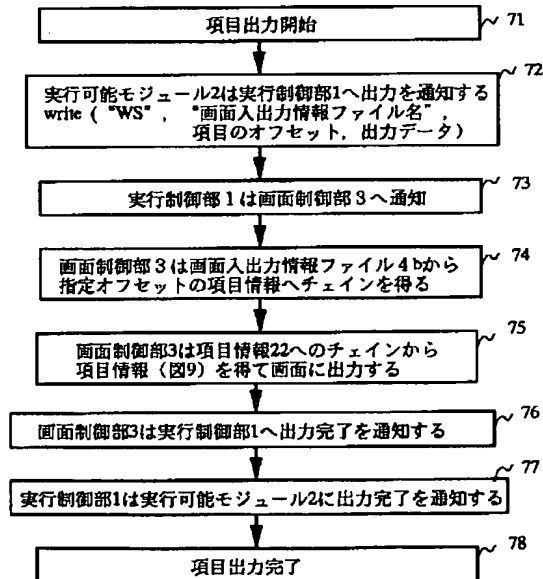 項目出力開始
71
72
実行可能モジュール2は実行制御部1へ出力を通知する
write ( "WS", "画面入出力情報ファイル名",
項目のオフセット, 出力データ)
73
実行制御部1は画面制御部3へ通知
74
画面制御部3は画面入出力情報ファイル4bから
指定オフセットの項目情報へチェインを得る
75
画面制御部3は項目情報22へのチェインから
項目情報(図9)を得て画面に出力する
76
画面制御部3は実行制御部1へ出力完了を通知する
77
実行制御部1は実行可能モジュール2に出力完了を通知する
78
項目出力完了